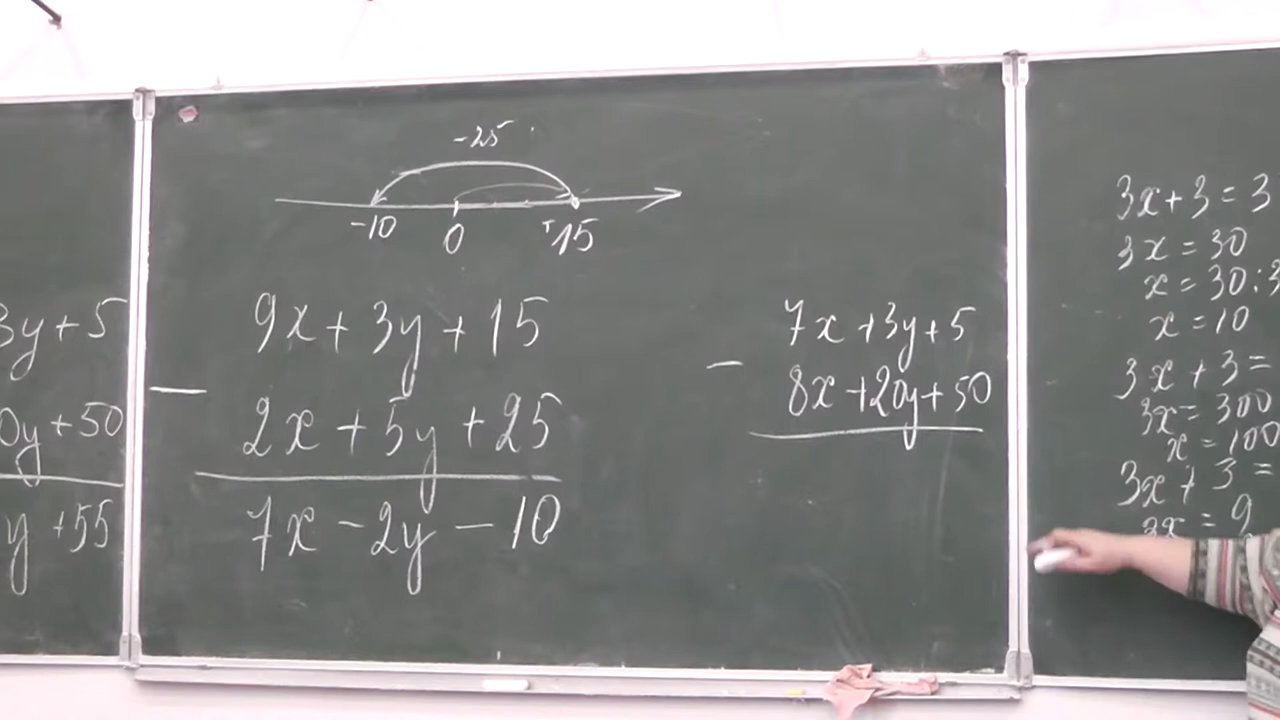 3y+5
0y+50
y+55
-25
-10 0 +15
9x+3y+15
—
2x+5y+25
7x-2y-10
7x+3y+5
—
8x+20y+50
3x+3=3
3x=30
x=30:3
x=10
3x+3=
3x=300
x=100
3x+3=
3x=9